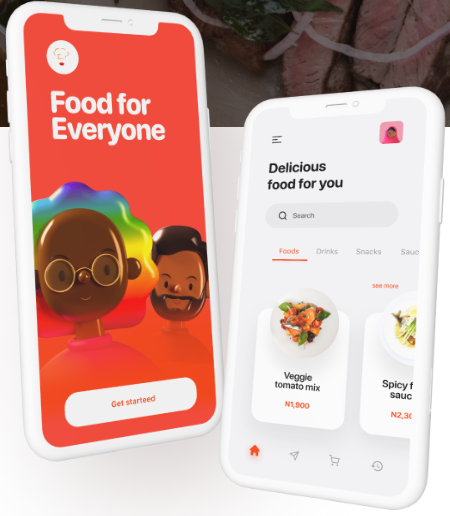 Food for
Everyone
Get starteed
Delicious
food for you
Search
Foods
Drinks
Snacks
Sauc
see more
Veggie
tomato mix
N1,900
Spicy f
sauc
N2,3